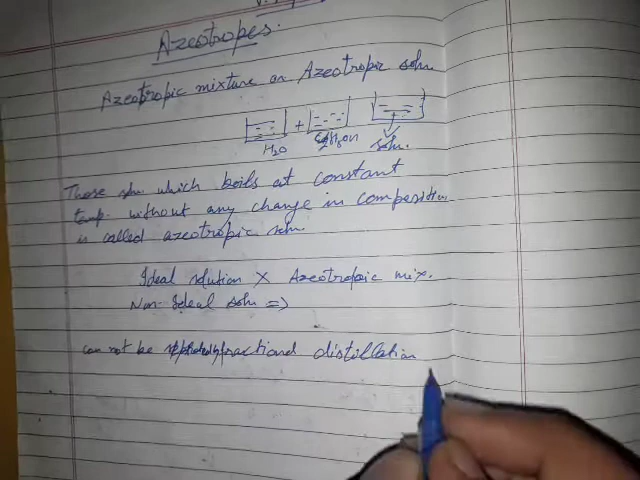 Azeotropes.
Azeotropic mixture or Azeotropic soln
+
H₂O C₂H₅OH soln.
Those soln which boils at constant
temp. without any change in composition
is called azeotropic soln.
Ideal solution X Azeotropic mix.
Non-Ideal soln ⇒
can not be fractional distillation